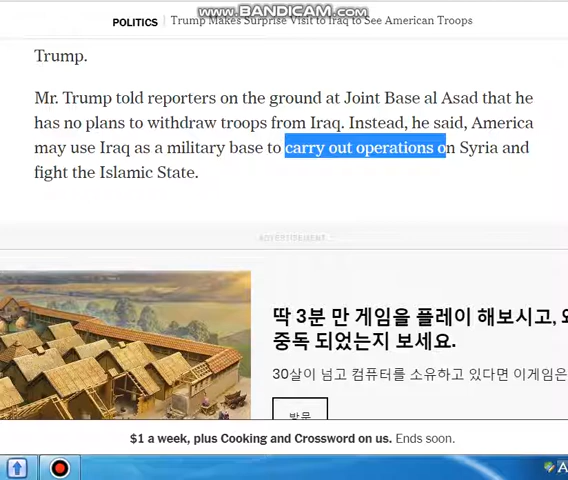 www.BANDICAM.com
POLITICS Trump Makes Surprise Visit to Iraq to See American Troops
Trump.
Mr. Trump told reporters on the ground at Joint Base al Asad that he
has no plans to withdraw troops from Iraq. Instead, he said, America
may use Iraq as a military base to carry out operations on Syria and
fight the Islamic State.
ADVERTISEMENT
딱 3분 만 게임을 플레이 해보시고, 
중독 되었는지 보세요.
30살이 넘고 컴퓨터를 소유하고 있다면 이게임은
방문
$1 a week, plus Cooking and Crossword on us. Ends soon.